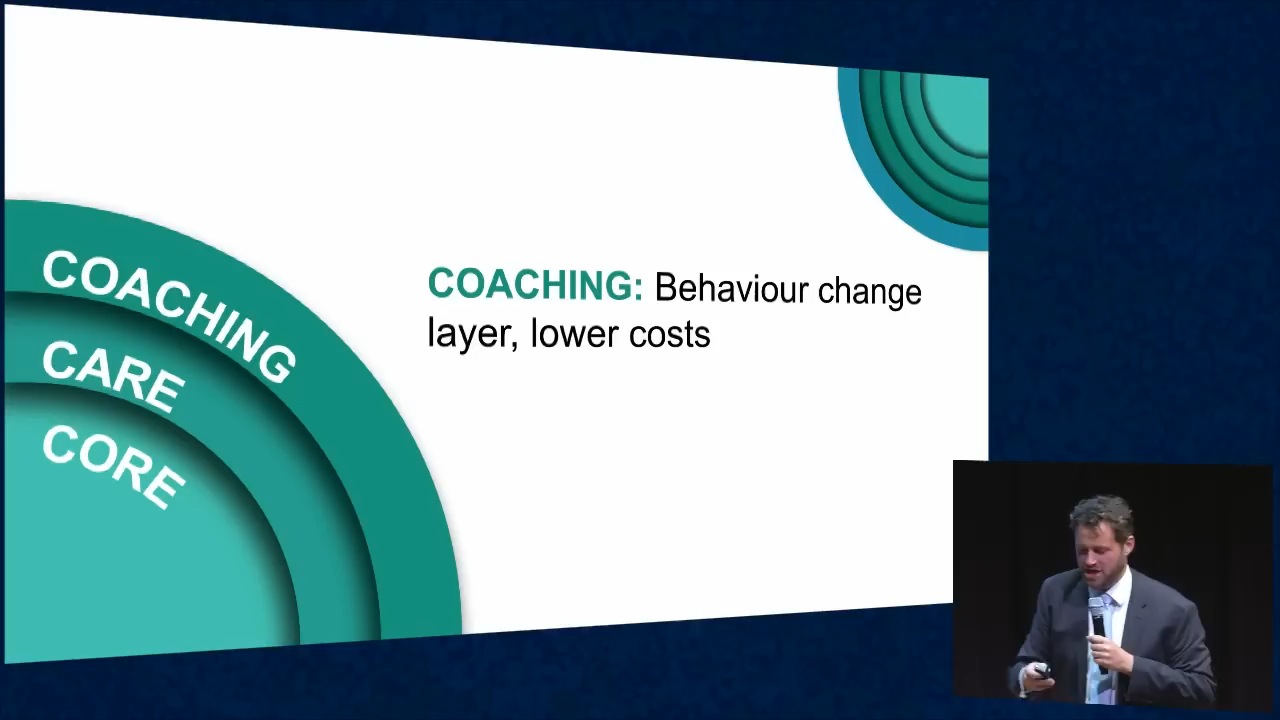 COACHING
CARE
CORE
COACHING: Behaviour change
layer, lower costs